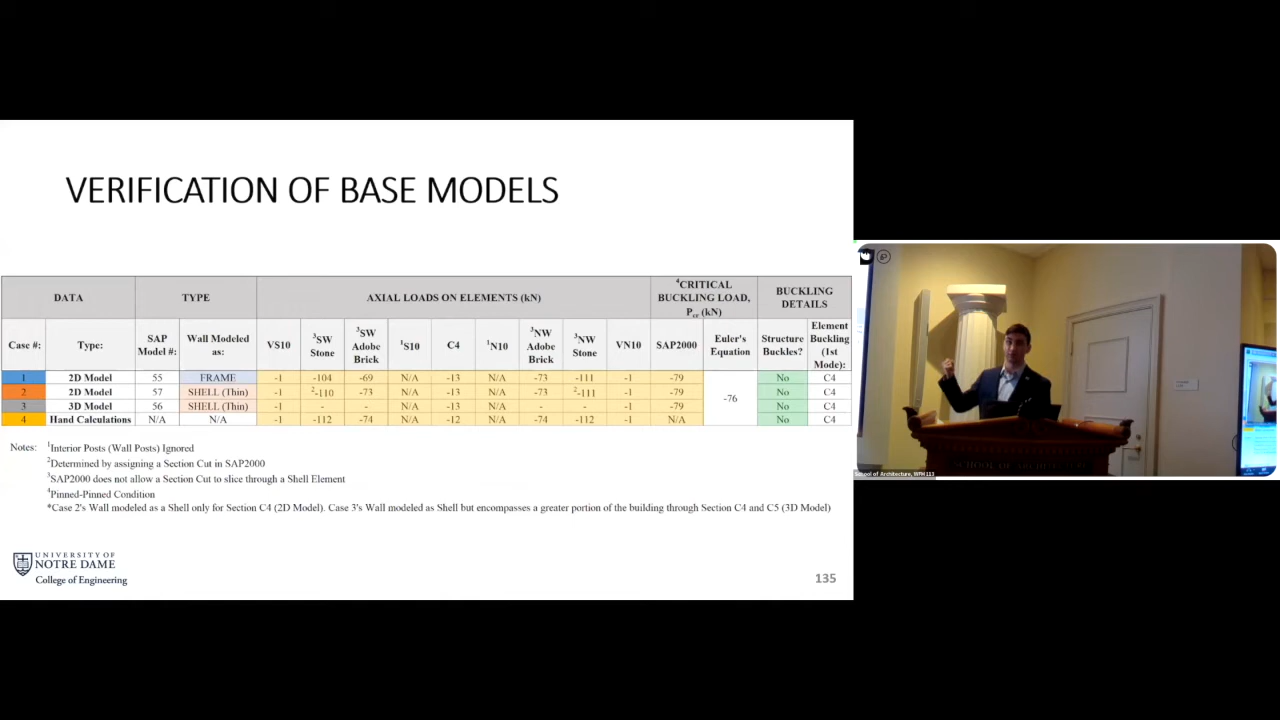 VERIFICATION OF BASE MODELS
DATA TYPE AXIAL LOADS ON ELEMENTS (kN) ⁴CRITICAL BUCKLING LOAD, Pcr (kN) BUCKLING DETAILS
Case #: Type: SAP Model #: Wall Modeled as: VS10 ³SW Stone ³SW Adobe Brick ¹S10 C4 ¹N10 ³NW Adobe Brick ³NW Stone VN10 SAP2000 Euler's Equation Structure Buckles? Element Buckling (1st Mode):
1 2D Model 55 FRAME -1 -104 -69 N/A -13 N/A -73 -111 -1 -79 -76 No C4
2 2D Model 57 SHELL (Thin) -1 ²-110 -73 N/A -13 N/A -73 ²-111 -1 -79 No C4
3 3D Model 56 SHELL (Thin) -1 - - N/A -13 N/A - - -1 -79 No C4
4 Hand Calculations N/A N/A -1 -112 -74 N/A -12 N/A -74 -112 -1 N/A No C4
Notes: ¹Interior Posts (Wall Posts) Ignored
²Determined by assigning a Section Cut in SAP2000
³SAP2000 does not allow a Section Cut to slice through a Shell Element
⁴Pinned-Pinned Condition
*Case 2's Wall modeled as a Shell only for Section C4 (2D Model). Case 3's Wall modeled as Shell but encompasses a greater portion of the building through Section C4 and C5 (3D Model)
UNIVERSITY OF
NOTRE DAME
College of Engineering
135
SCHOOL OF ARCHITECTURE
School of Architecture, WFH 113